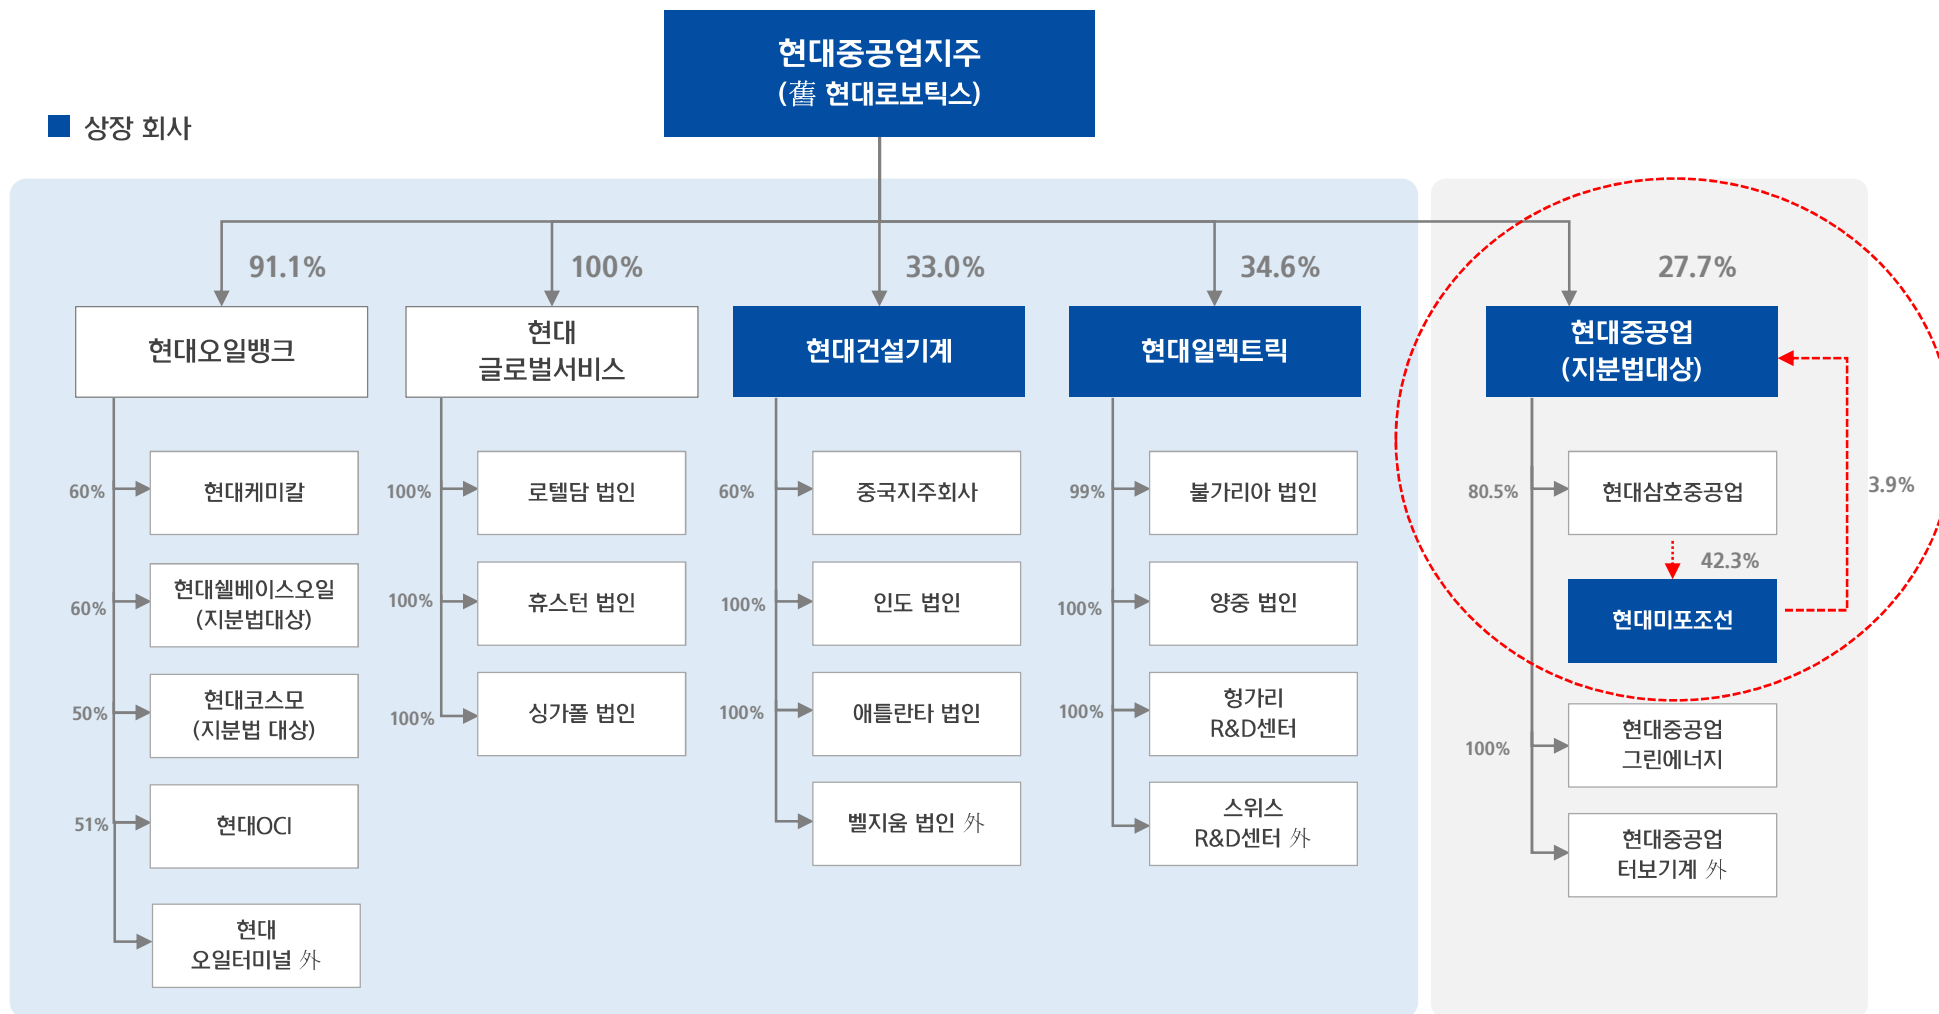 현대중공업지주
(舊 현대로보틱스)
상장 회사
91.1%
100%
33.0%
34.6%
27.7%
현대오일뱅크
현대
글로벌서비스
현대건설기계
현대일렉트릭
현대중공업
(지분법대상)
60%
현대케미칼
60%
현대쉘베이스오일
(지분법대상)
50%
현대코스모
(지분법 대상)
51%
현대OCI
현대
오일터미널 外
100%
로텔담 법인
100%
휴스턴 법인
100%
싱가폴 법인
60%
중국지주회사
100%
인도 법인
100%
애틀란타 법인
벨지움 법인 外
99%
불가리아 법인
100%
양중 법인
100%
헝가리
R&D센터
스위스
R&D센터 外
80.5%
현대삼호중공업
3.9%
42.3%
현대미포조선
100%
현대중공업
그린에너지
현대중공업
터보기계 外